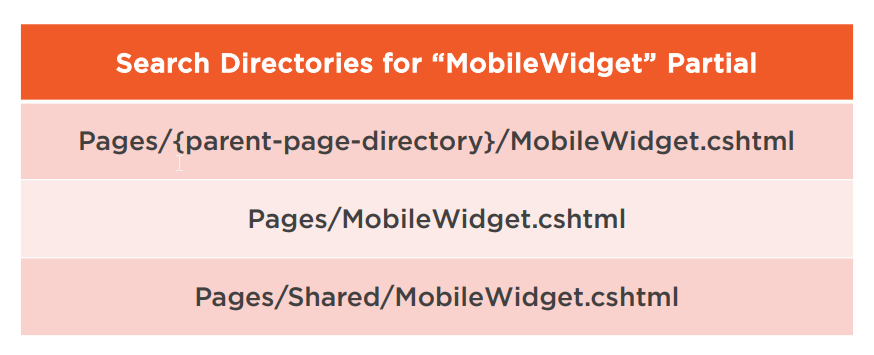 Search Directories for “MobileWidget” Partial
Pages/{parent-page-directory}/MobileWidget.cshtml
Pages/MobileWidget.cshtml
Pages/Shared/MobileWidget.cshtml